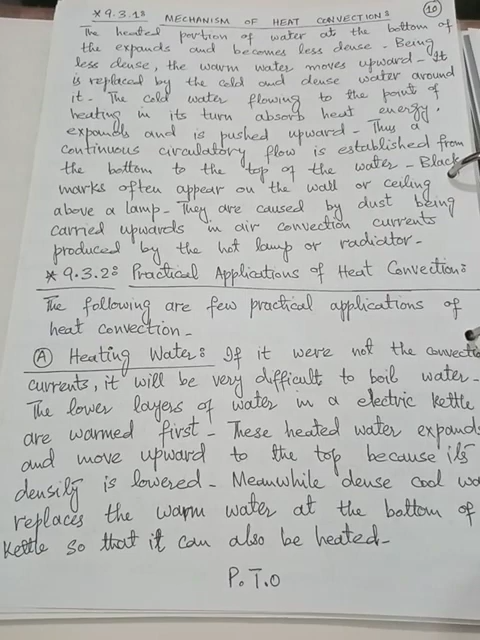 10
* 9.3.1: MECHANISM OF HEAT CONVECTION:
The heated portion of water at the bottom of
the expands and becomes less dense - Being
less dense, the warm water moves upward - It
is replaced by the cold and dense water around
it - The cold water flowing to the point of
heating in its turn absorb heat energy,
expands and is pushed upward - Thus a
continuous circulatory flow is established from
the bottom to the top of the water - Black
marks often appear on the wall or ceiling
above a lamp - They are caused by dust being
carried upwards in air convection currents
produced by the hot lamp or radiator -
* 9.3.2: Practical Applications of Heat Convection:
The following are few practical applications of
heat convection -
(A) Heating Water: If it were not the convecti
currents, it will be very difficult to boil water -
The lower layers of water in a electric kettle
are warmed first - These heated water expands
and move upward to the top because its
density is lowered - Meanwhile dense cool wa
replaces the warm water at the bottom of
kettle so that it can also be heated -
P.T.O